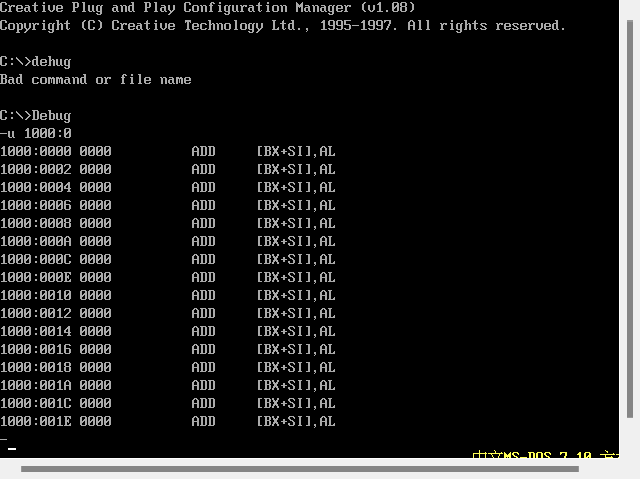 Creative Plug and Play Configuration Manager (v1.08)
Copyright (C) Creative Technology Ltd., 1995-1997. All rights reserved.
C:\>dehug
Bad command or file name
C:\>Debug
-u 1000:0
1000:0000 0000 ADD [BX+SI],AL
1000:0002 0000 ADD [BX+SI],AL
1000:0004 0000 ADD [BX+SI],AL
1000:0006 0000 ADD [BX+SI],AL
1000:0008 0000 ADD [BX+SI],AL
1000:000A 0000 ADD [BX+SI],AL
1000:000C 0000 ADD [BX+SI],AL
1000:000E 0000 ADD [BX+SI],AL
1000:0010 0000 ADD [BX+SI],AL
1000:0012 0000 ADD [BX+SI],AL
1000:0014 0000 ADD [BX+SI],AL
1000:0016 0000 ADD [BX+SI],AL
1000:0018 0000 ADD [BX+SI],AL
1000:001A 0000 ADD [BX+SI],AL
1000:001C 0000 ADD [BX+SI],AL
1000:001E 0000 ADD [BX+SI],AL
-
中文MS-DOS 7.10